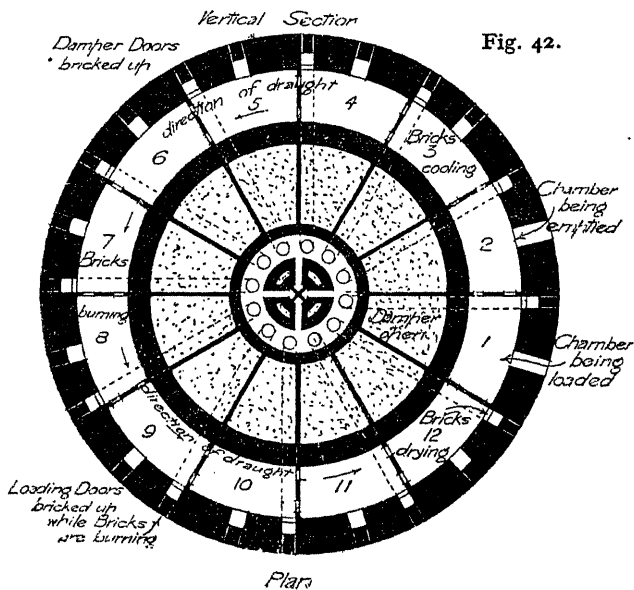 Vertical Section
Fig. 42.
Damper Doors
bricked up
direction of draught
5
4
Bricks
3
cooling
6
Chamber
being
emptied
2
7
Bricks
burning
8
Damper
open
1
Chamber
being
loaded
Bricks
12
drying
9
direction of draught
10
11
Loading Doors
bricked up
while Bricks
are burning
Plan